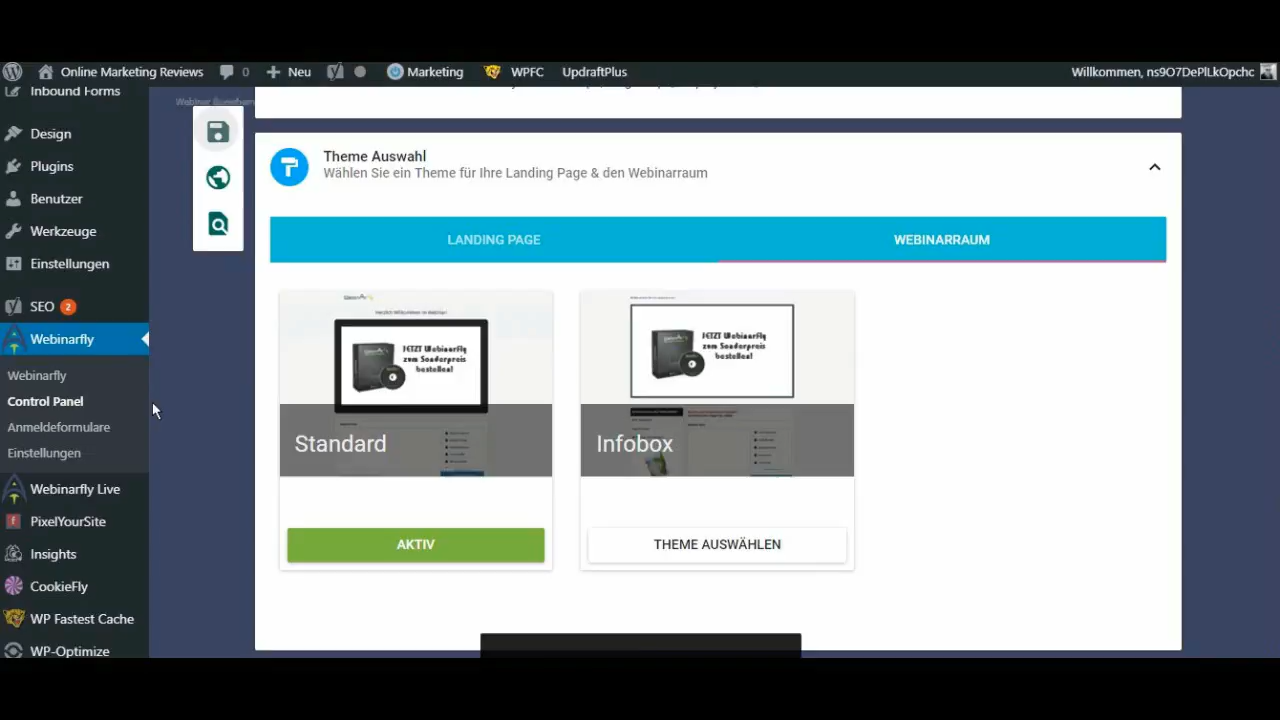 Online Marketing Reviews
0
Neu
Marketing
WPFC
UpdraftPlus
Willkommen, ns9O7DePlLkOpchc
Inbound Forms
Design
Plugins
Benutzer
Werkzeuge
Einstellungen
SEO 2
Webinarfly
Webinarfly
Control Panel
Anmeldeformulare
Einstellungen
Webinarfly Live
PixelYourSite
Insights
CookieFly
WP Fastest Cache
WP-Optimize
Theme Auswahl
Wählen Sie ein Theme für Ihre Landing Page & den Webinarraum
LANDING PAGE
WEBINARRAUM
JETZT Webinarfly
zum Sonderpreis
bestellen!
Standard
AKTIV
JETZT Webinarfly
zum Sonderpreis
bestellen!
Infobox
THEME AUSWÄHLEN